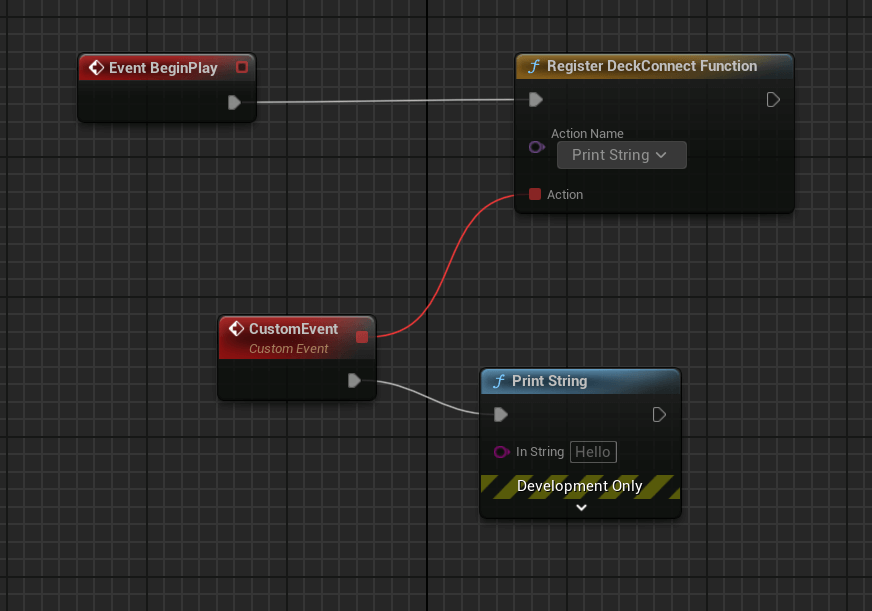 Event BeginPlay
Register DeckConnect Function
Action Name
Print String
Action
CustomEvent
Custom Event
Print String
In String Hello
Development Only